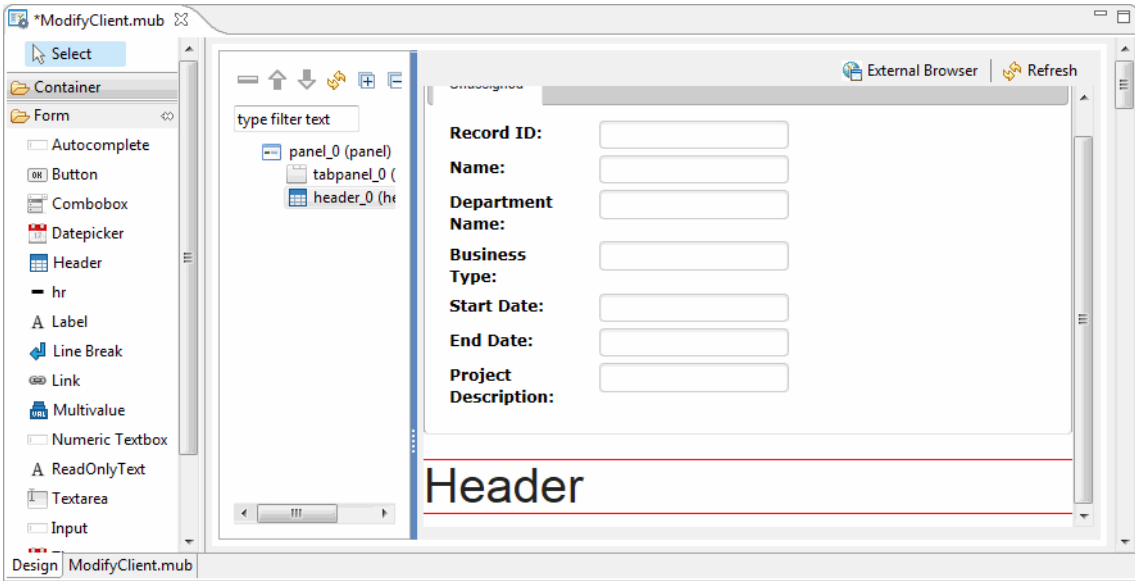 *ModifyClient.mub
Select
Container
Form
Autocomplete
Button
Combobox
Datepicker
Header
hr
Label
Line Break
Link
Multivalue
Numeric Textbox
ReadOnlyText
Textarea
Input
type filter text
panel_0 (panel)
tabpanel_0 (
header_0 (he
External Browser
Refresh
Unassigned
Record ID:
Name:
Department
Name:
Business
Type:
Start Date:
End Date:
Project
Description:
Header
Design
ModifyClient.mub